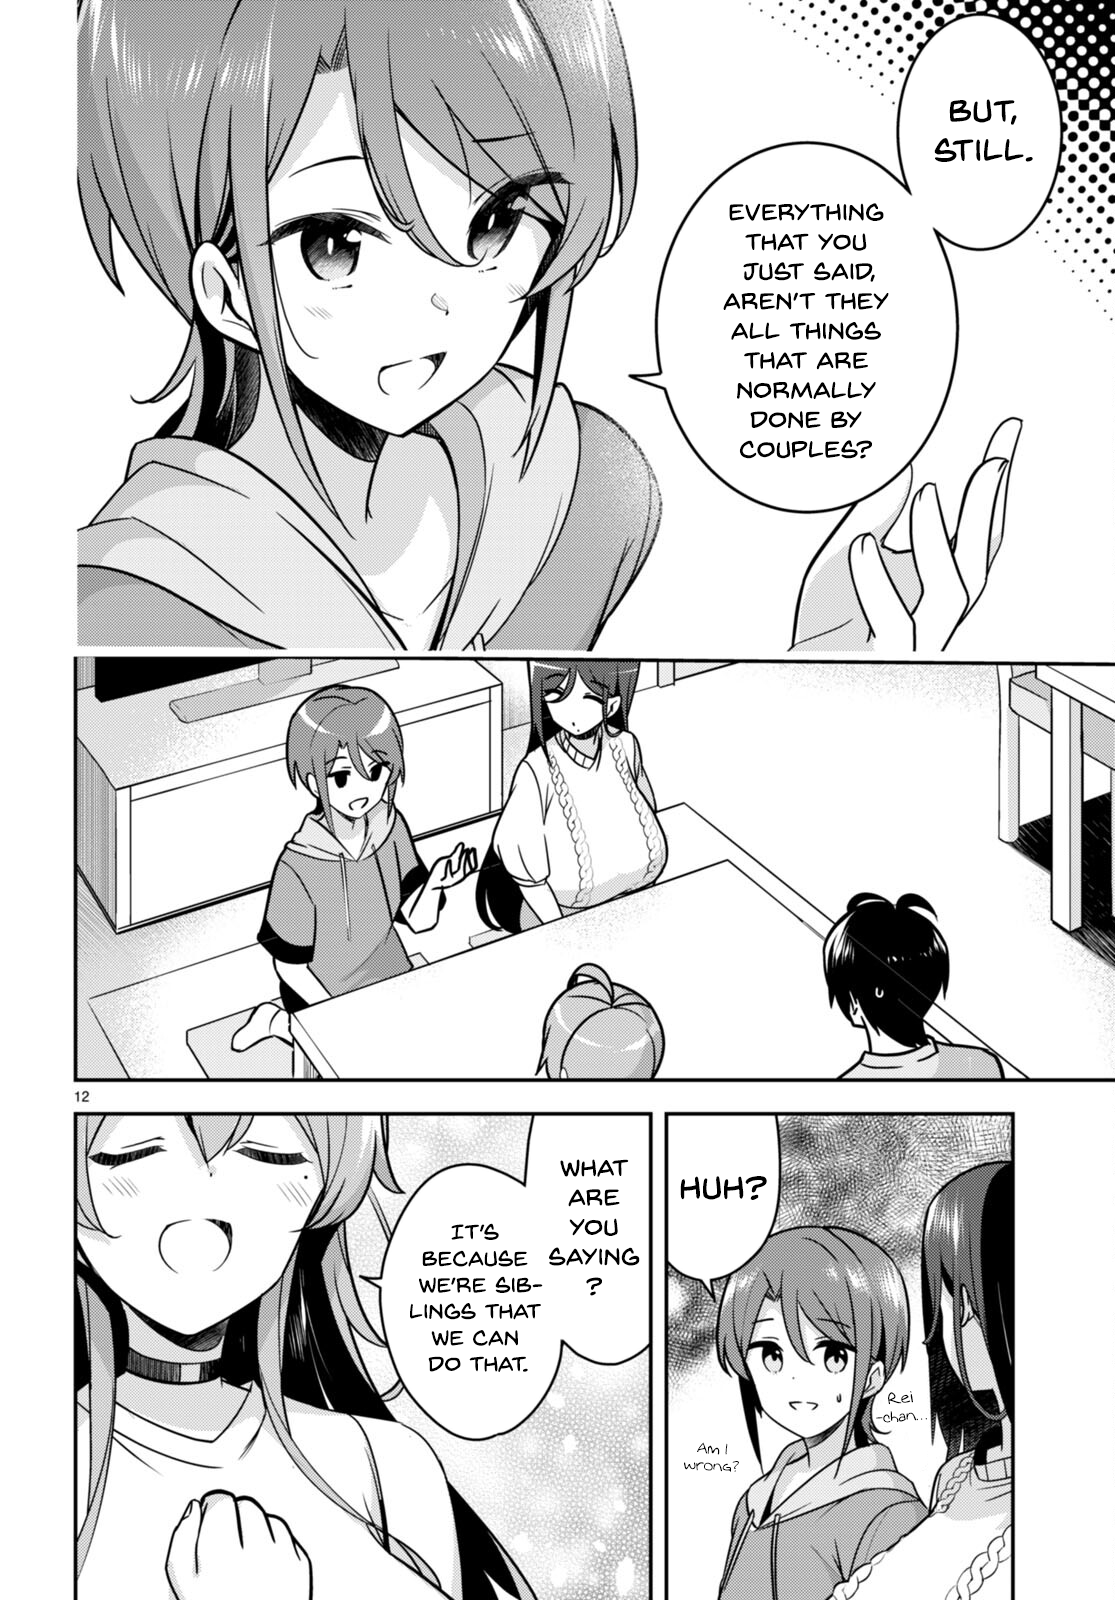 BUT,
STILL.
EVERYTHING
THAT YOU
JUST SAID,
AREN'T THEY
ALL THINGS
THAT ARE
NORMALLY
DONE BY
COUPLES?
12
HUH?
Rei
-chan...
Am I
wrong?
WHAT
ARE
YOU
SAYING
?
IT'S
BECAUSE
WE'RE SIB-
LINGS THAT
WE CAN
DO THAT.